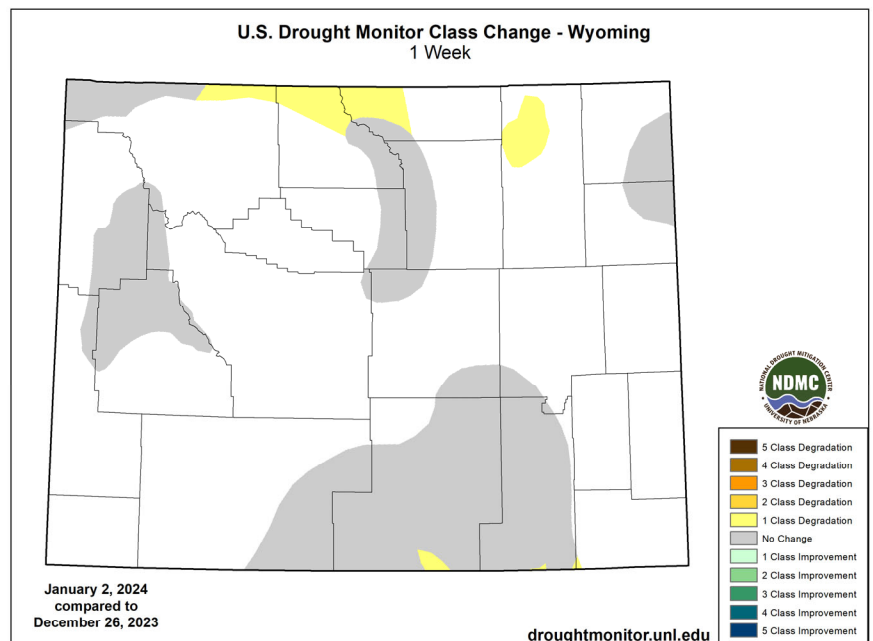 U.S. Drought Monitor Class Change - Wyoming
1 Week
NATIONAL DROUGHT MITIGATION CENTER
NDMC
UNIVERSITY OF NEBRASKA
5 Class Degradation
4 Class Degradation
3 Class Degradation
2 Class Degradation
1 Class Degradation
No Change
1 Class Improvement
2 Class Improvement
3 Class Improvement
4 Class Improvement
5 Class Improvement
January 2, 2024
compared to
December 26, 2023
droughtmonitor.unl.edu